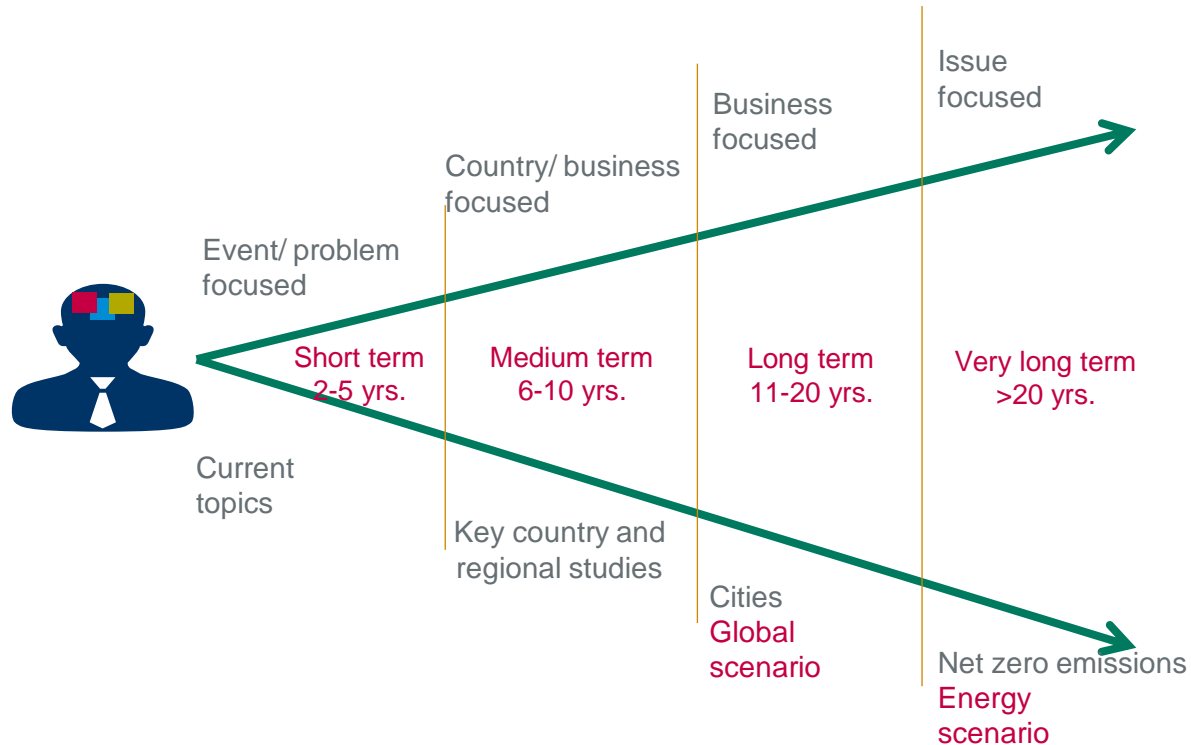 Issue
focused
Business
focused
Country/ business
focused
Event/ problem
focused
Short term
2-5 yrs.
Medium term
6-10 yrs.
Long term
11-20 yrs.
Very long term
>20 yrs.
Current
topics
Key country and
regional studies
Cities
Global
scenario
Net zero emissions
Energy
scenario